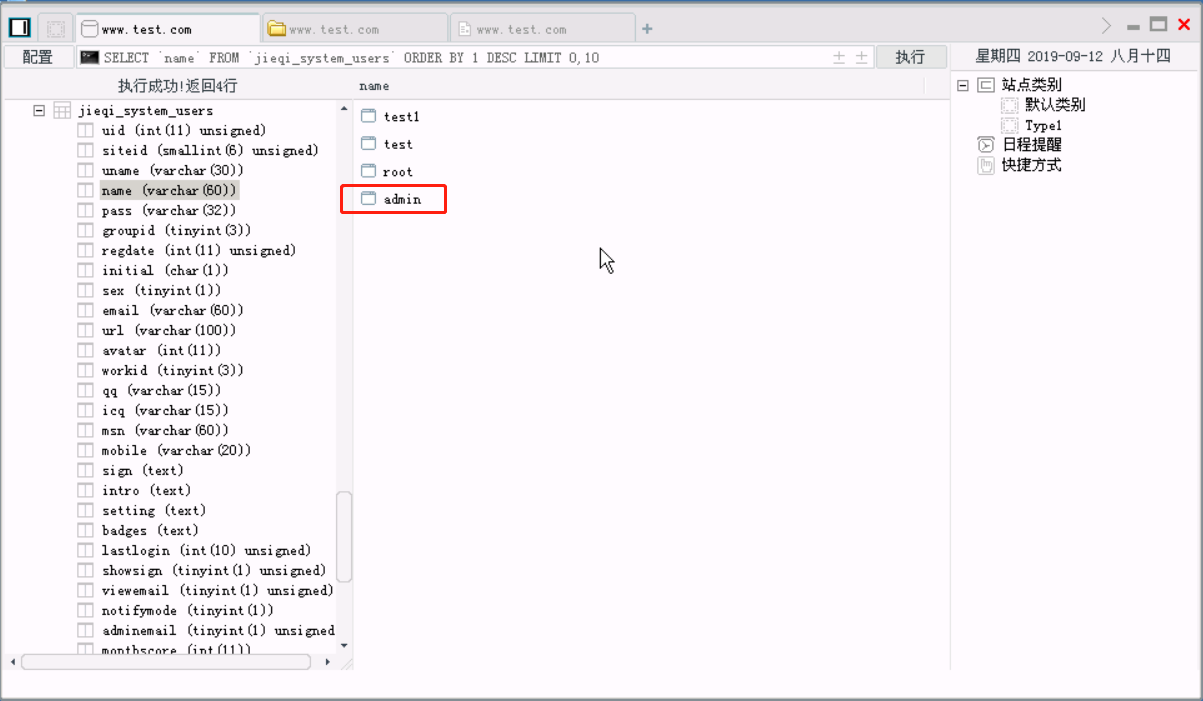 www.test.com
www.test.com
www.test.com
配置
SELECT `name` FROM `jieqi_system_users` ORDER BY 1 DESC LIMIT 0,10
执行
星期四 2019-09-12 八月十四
执行成功!返回4行
name
jieqi_system_users
uid (int(11) unsigned)
siteid (smallint(6) unsigned)
uname (varchar(30))
name (varchar(60))
pass (varchar(32))
groupid (tinyint(3))
regdate (int(11) unsigned)
initial (char(1))
sex (tinyint(1))
email (varchar(60))
url (varchar(100))
avatar (int(11))
workid (tinyint(3))
qq (varchar(15))
icq (varchar(15))
msn (varchar(60))
mobile (varchar(20))
sign (text)
intro (text)
setting (text)
badges (text)
lastlogin (int(10) unsigned)
showsign (tinyint(1) unsigned)
viewemail (tinyint(1) unsigned)
notifymode (tinyint(1))
adminemail (tinyint(1) unsigned
monthscore (int(11))
test1
test
root
admin
站点类别
默认类别
Type1
日程提醒
快捷方式